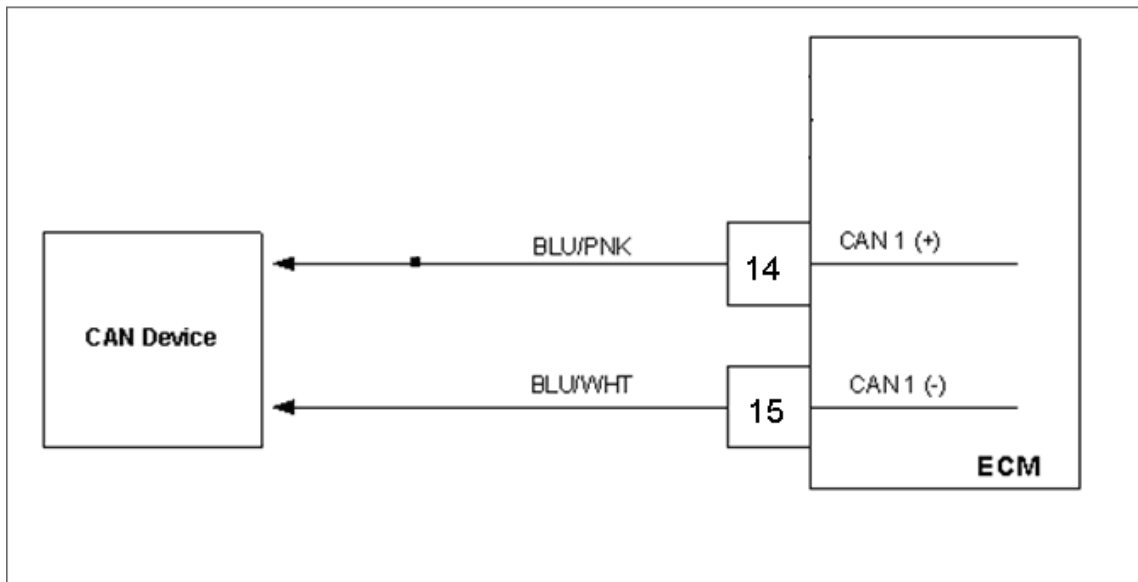 BLU/PNK
14
CAN 1 (+)
CAN Device
BLU/WHT
15
CAN 1 (-)
ECM